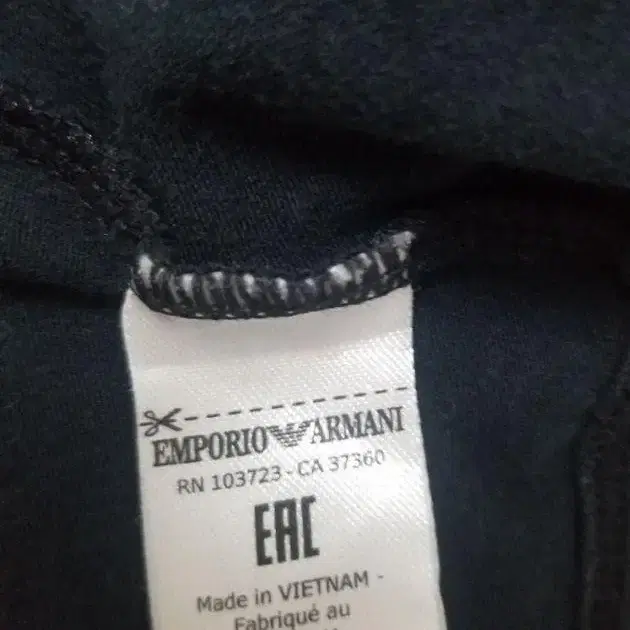 EMPORIO ARMANI
RN 103723 - CA 37360
EAC
Made in VIETNAM -
Fabriqué au